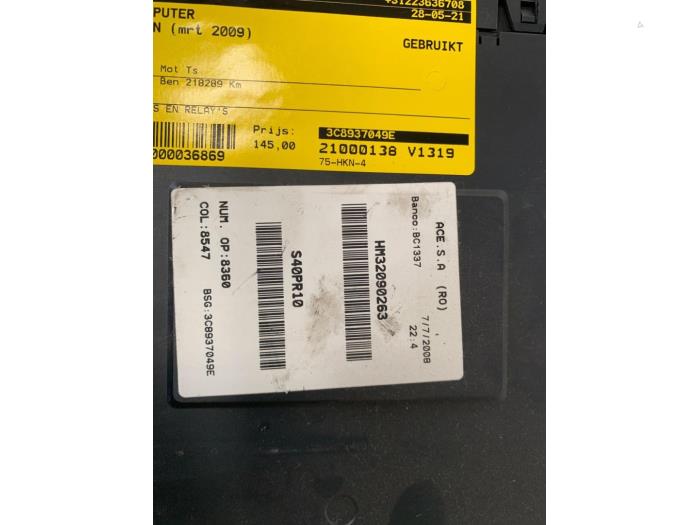 +31223636708
PUTER 28-05-21
N (mrt 2009)
GEBRUIKT
Mot Ts
Ben 218289 Km
S EN RELAY'S
Prijs: 3C8937049E
145,00 21000138 V1319
000036869
75-HKN-4
ACE.S.A (RO) 7/7/2008
Banco:BC1337 22:4
HM32090263
S40PR10
NUM. OP:8360
COL:8547 BSG:3C8937049E